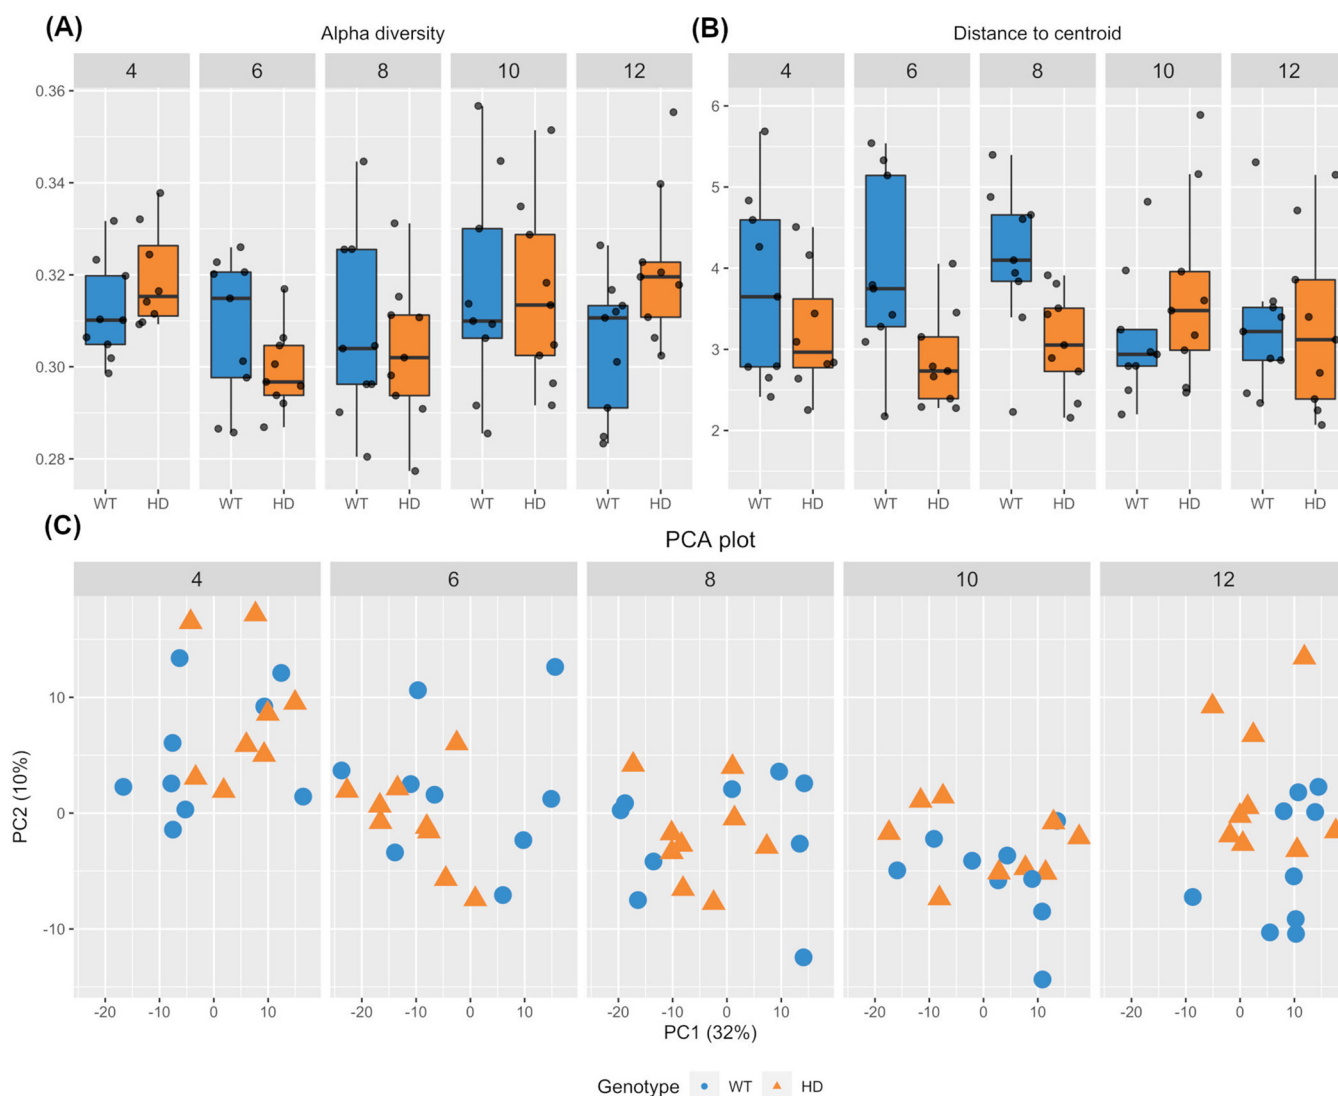 (A) Alpha diversity (B) Distance to centroid
4 6 8 10 12 4 6 8 10 12
0.36
0.34
0.32
0.30
0.28
6
5
4
3
2
WT HD WT HD WT HD WT HD WT HD WT HD WT HD WT HD WT HD WT HD
(C) PCA plot
4 6 8 10 12
10
0
-10
PC2 (10%)
-20 -10 0 10 -20 -10 0 10 -20 -10 0 10 -20 -10 0 10 -20 -10 0 10
PC1 (32%)
Genotype WT HD